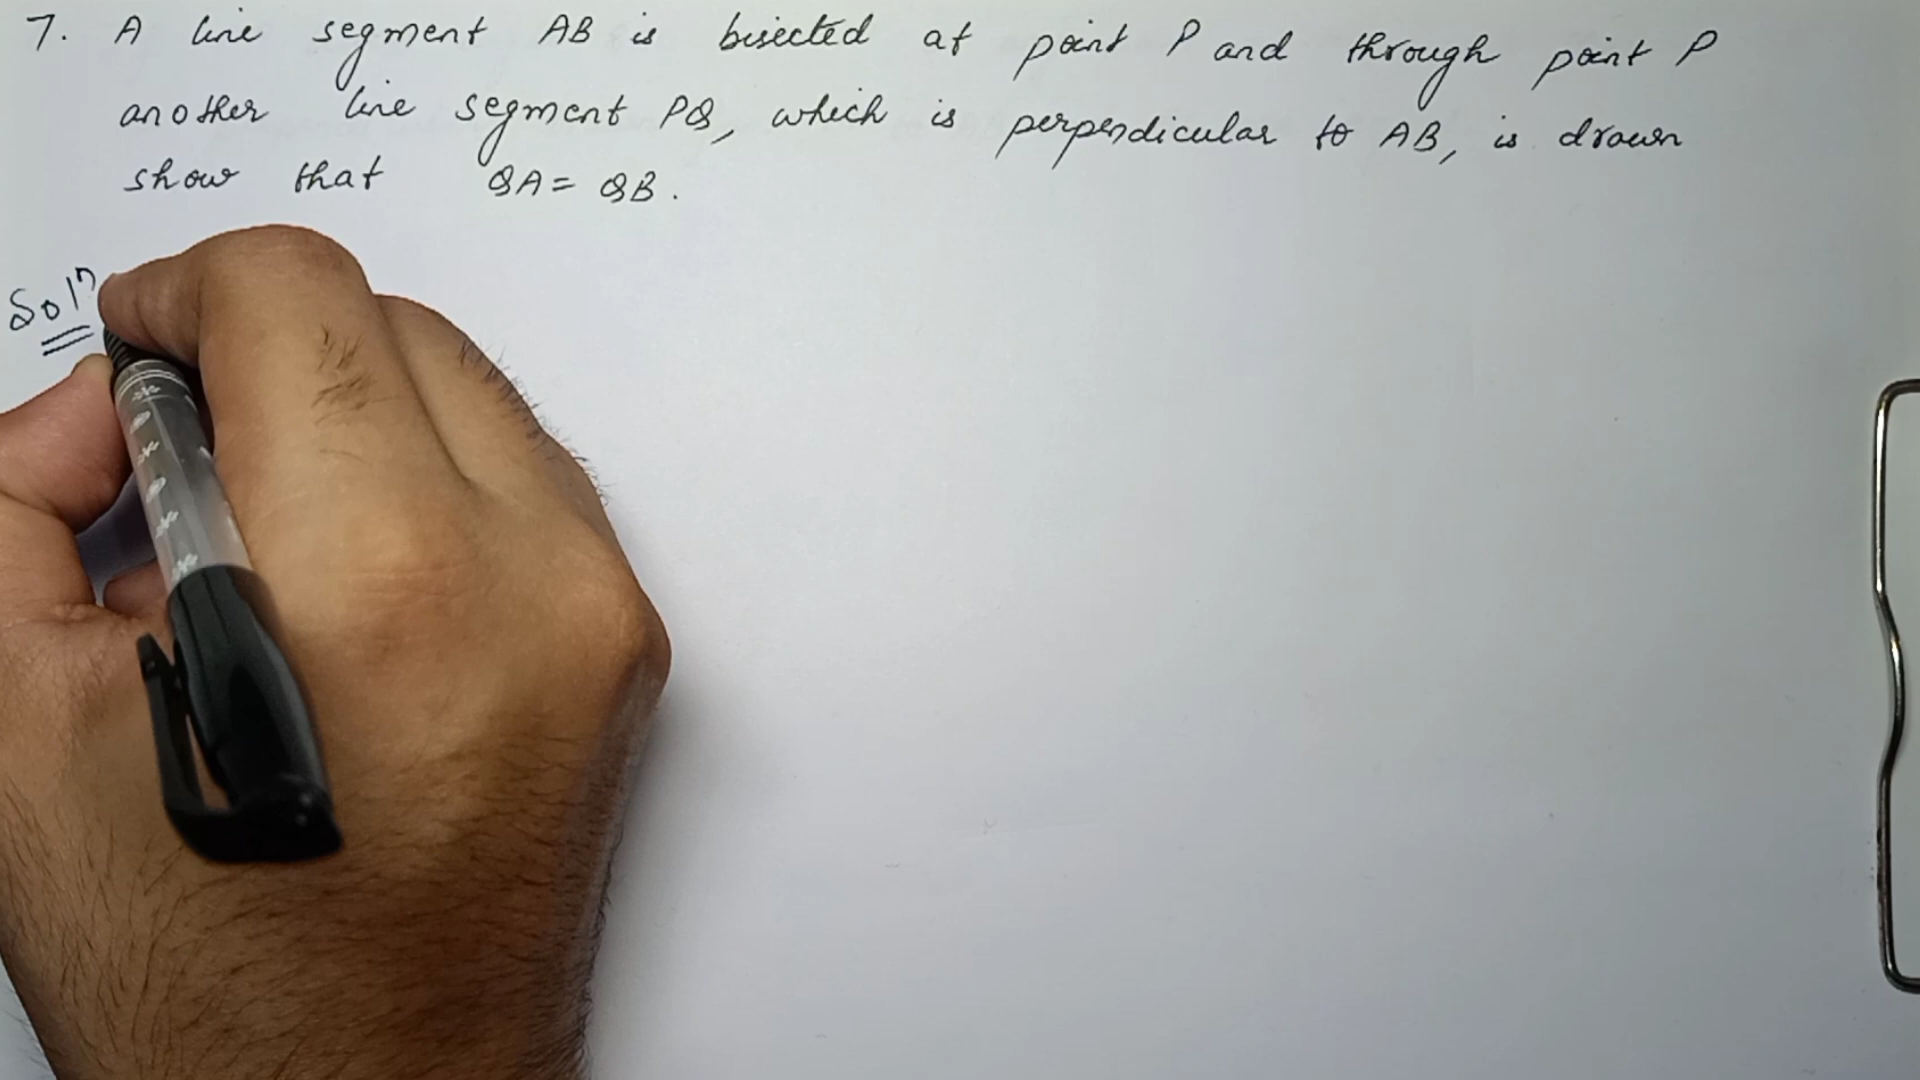 7. A line segment AB is bisected at point P and through point P
another line segment PQ, which is perpendicular to AB, is drawn
show that QA = QB.
Soln